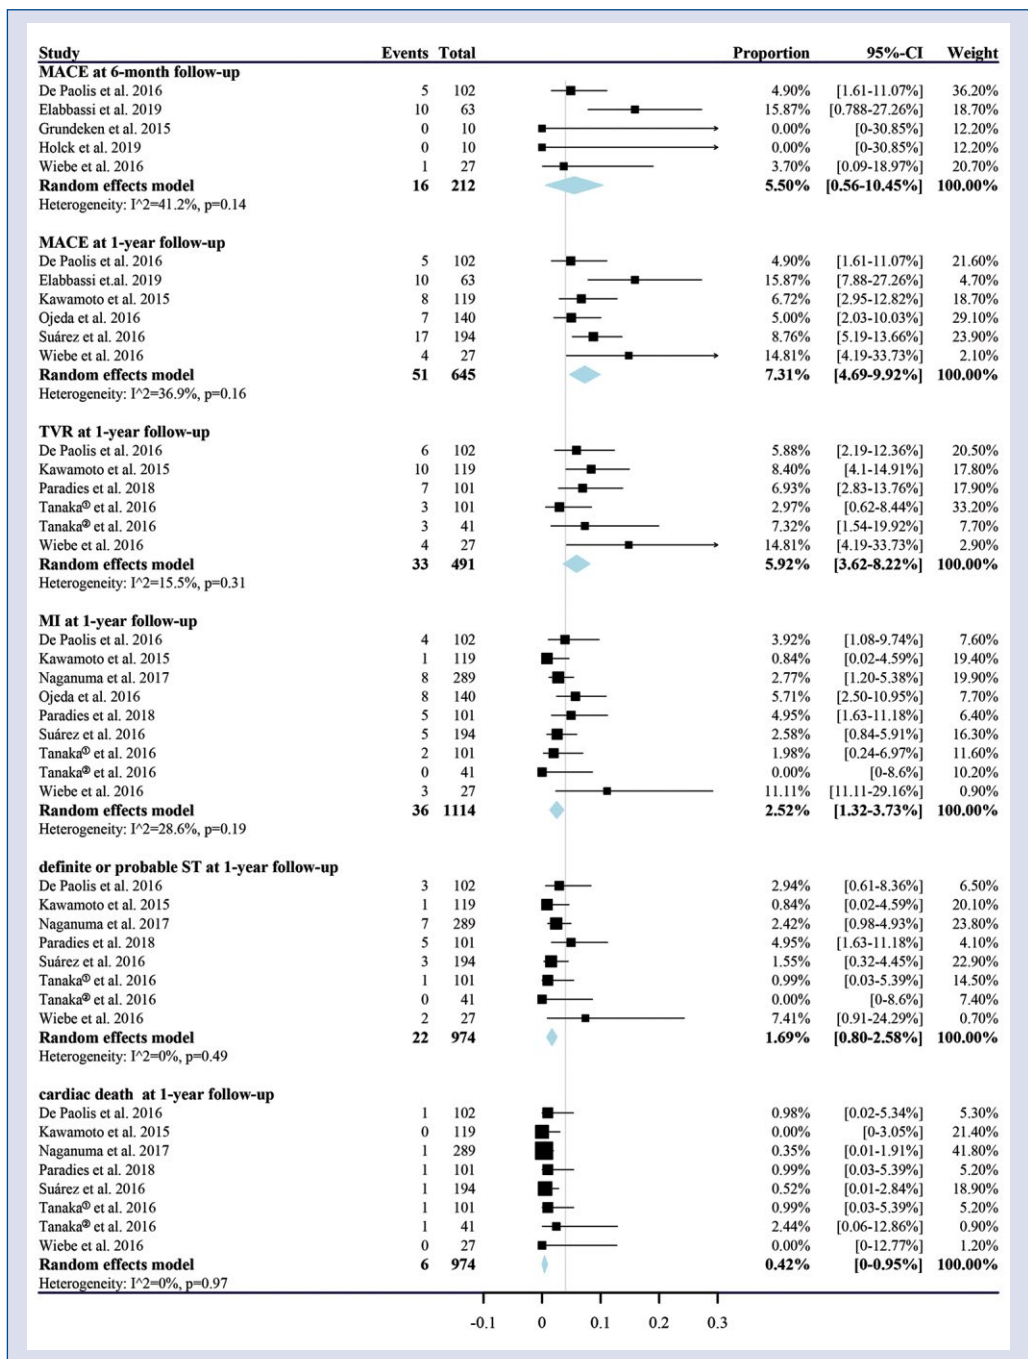 Study Events Total Proportion 95%-CI Weight
MACE at 6-month follow-up
De Paolis et al. 2016 5 102 4.90% [1.61-11.07%] 36.20%
Elabbassi et al. 2019 10 63 15.87% [0.788-27.26%] 18.70%
Grundeken et al. 2015 0 10 0.00% [0-30.85%] 12.20%
Holck et al. 2019 0 10 0.00% [0-30.85%] 12.20%
Wiebe et al. 2016 1 27 3.70% [0.09-18.97%] 20.70%
Random effects model 16 212 5.50% [0.56-10.45%] 100.00%
Heterogeneity: I^2=41.2%, p=0.14
MACE at 1-year follow-up
De Paolis et al. 2016 5 102 4.90% [1.61-11.07%] 21.60%
Elabbassi et.al. 2019 10 63 15.87% [7.88-27.26%] 4.70%
Kawamoto et al. 2015 8 119 6.72% [2.95-12.82%] 18.70%
Ojeda et al. 2016 7 140 5.00% [2.03-10.03%] 29.10%
Suárez et al. 2016 17 194 8.76% [5.19-13.66%] 23.90%
Wiebe et al. 2016 4 27 14.81% [4.19-33.73%] 2.10%
Random effects model 51 645 7.31% [4.69-9.92%] 100.00%
Heterogeneity: I^2=36.9%, p=0.16
TVR at 1-year follow-up
De Paolis et al. 2016 6 102 5.88% [2.19-12.36%] 20.50%
Kawamoto et al. 2015 10 119 8.40% [4.1-14.91%] 17.80%
Paradies et al. 2018 7 101 6.93% [2.83-13.76%] 17.90%
Tanaka① et al. 2016 3 101 2.97% [0.62-8.44%] 33.20%
Tanaka② et al. 2016 3 41 7.32% [1.54-19.92%] 7.70%
Wiebe et al. 2016 4 27 14.81% [4.19-33.73%] 2.90%
Random effects model 33 491 5.92% [3.62-8.22%] 100.00%
Heterogeneity: I^2=15.5%, p=0.31
MI at 1-year follow-up
De Paolis et al. 2016 4 102 3.92% [1.08-9.74%] 7.60%
Kawamoto et al. 2015 1 119 0.84% [0.02-4.59%] 19.40%
Naganuma et al. 2017 8 289 2.77% [1.20-5.38%] 19.90%
Ojeda et al. 2016 8 140 5.71% [2.50-10.95%] 7.70%
Paradies et al. 2018 5 101 4.95% [1.63-11.18%] 6.40%
Suárez et al. 2016 5 194 2.58% [0.84-5.91%] 16.30%
Tanaka① et al. 2016 2 101 1.98% [0.24-6.97%] 11.60%
Tanaka② et al. 2016 0 41 0.00% [0-8.6%] 10.20%
Wiebe et al. 2016 3 27 11.11% [11.11-29.16%] 0.90%
Random effects model 36 1114 2.52% [1.32-3.73%] 100.00%
Heterogeneity: I^2=28.6%, p=0.19
definite or probable ST at 1-year follow-up
De Paolis et al. 2016 3 102 2.94% [0.61-8.36%] 6.50%
Kawamoto et al. 2015 1 119 0.84% [0.02-4.59%] 20.10%
Naganuma et al. 2017 7 289 2.42% [0.98-4.93%] 23.80%
Paradies et al. 2018 5 101 4.95% [1.63-11.18%] 4.10%
Suárez et al. 2016 3 194 1.55% [0.32-4.45%] 22.90%
Tanaka① et al. 2016 1 101 0.99% [0.03-5.39%] 14.50%
Tanaka② et al. 2016 0 41 0.00% [0-8.6%] 7.40%
Wiebe et al. 2016 2 27 7.41% [0.91-24.29%] 0.70%
Random effects model 22 974 1.69% [0.80-2.58%] 100.00%
Heterogeneity: I^2=0%, p=0.49
cardiac death at 1-year follow-up
De Paolis et al. 2016 1 102 0.98% [0.02-5.34%] 5.30%
Kawamoto et al. 2015 0 119 0.00% [0-3.05%] 21.40%
Naganuma et al. 2017 1 289 0.35% [0.01-1.91%] 41.80%
Paradies et al. 2018 1 101 0.99% [0.03-5.39%] 5.20%
Suárez et al. 2016 1 194 0.52% [0.01-2.84%] 18.90%
Tanaka① et al. 2016 1 101 0.99% [0.03-5.39%] 5.20%
Tanaka② et al. 2016 1 41 2.44% [0.06-12.86%] 0.90%
Wiebe et al. 2016 0 27 0.00% [0-12.77%] 1.20%
Random effects model 6 974 0.42% [0-0.95%] 100.00%
Heterogeneity: I^2=0%, p=0.97
-0.1 0 0.1 0.2 0.3